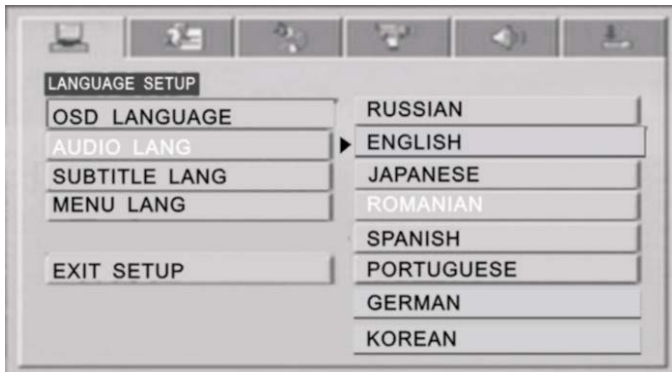 LANGUAGE SETUP
OSD LANGUAGE
AUDIO LANG
SUBTITLE LANG
MENU LANG
EXIT SETUP
RUSSIAN
ENGLISH
JAPANESE
ROMANIAN
SPANISH
PORTUGUESE
GERMAN
KOREAN